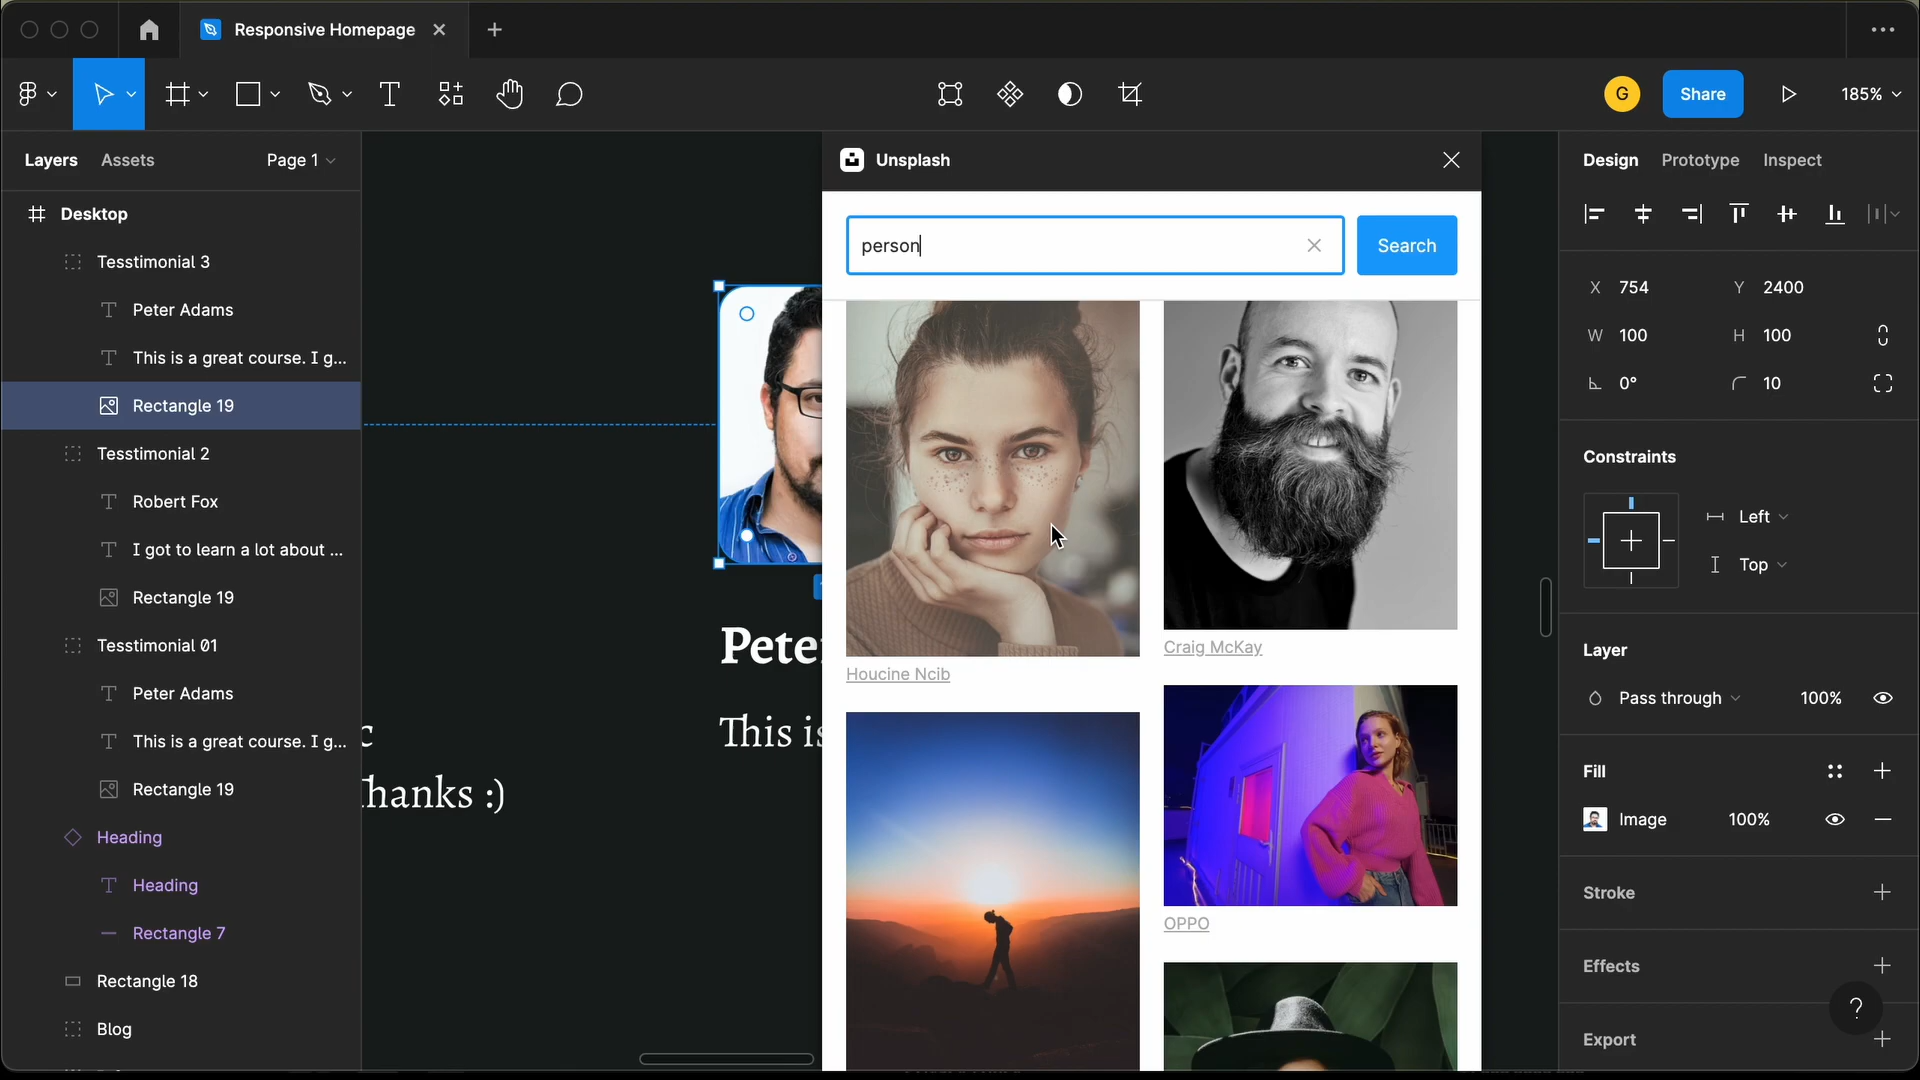 Responsive Homepage
G
Share
185%
Layers
Assets
Page 1
Unsplash
Design
Prototype
Inspect
Desktop
person
Search
Tesstimonial 3
X 754
Y 2400
Peter Adams
W 100
H 100
This is a great course. I g...
0°
10
Rectangle 19
Tesstimonial 2
Constraints
Robert Fox
Left
I got to learn a lot about ...
Top
Rectangle 19
Tesstimonial 01
Pete
Craig McKay
Layer
Houcine Ncib
Peter Adams
Pass through
100%
This is a great course. I g...
c
This is
Fill
Rectangle 19
hanks :)
Image
100%
Heading
Heading
Stroke
OPPO
Rectangle 7
Effects
Rectangle 18
?
Blog
Export